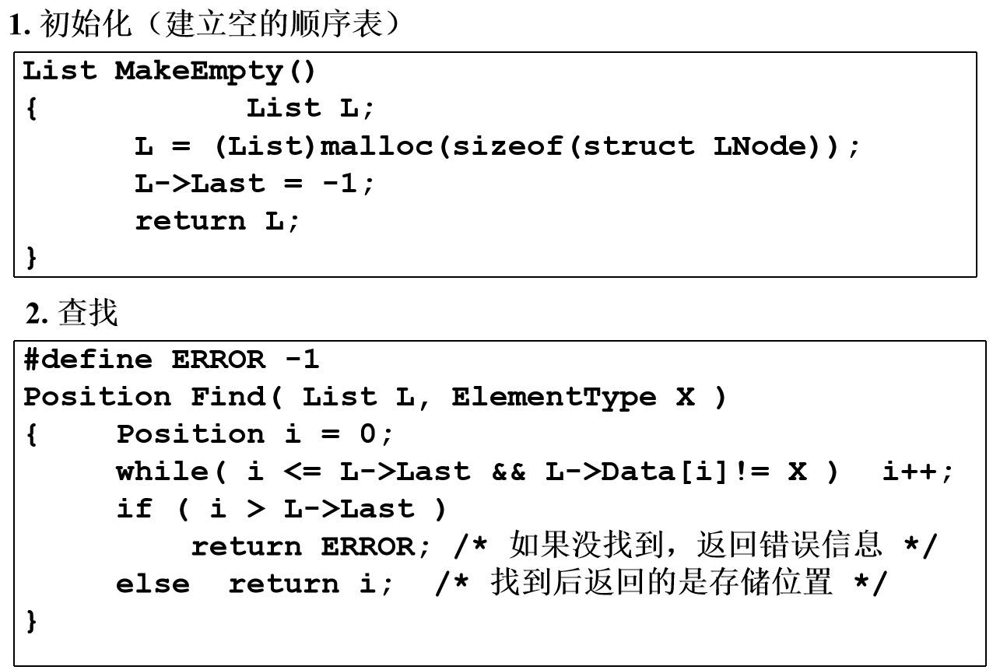 1. 初始化（建立空的顺序表）
List MakeEmpty()
{ List L;
L = (List)malloc(sizeof(struct LNode));
L->Last = -1;
return L;
}
2. 查找
#define ERROR -1
Position Find( List L, ElementType X )
{ Position i = 0;
while( i <= L->Last && L->Data[i]!= X ) i++;
if ( i > L->Last )
return ERROR; /* 如果没找到，返回错误信息 */
else return i; /* 找到后返回的是存储位置 */
}